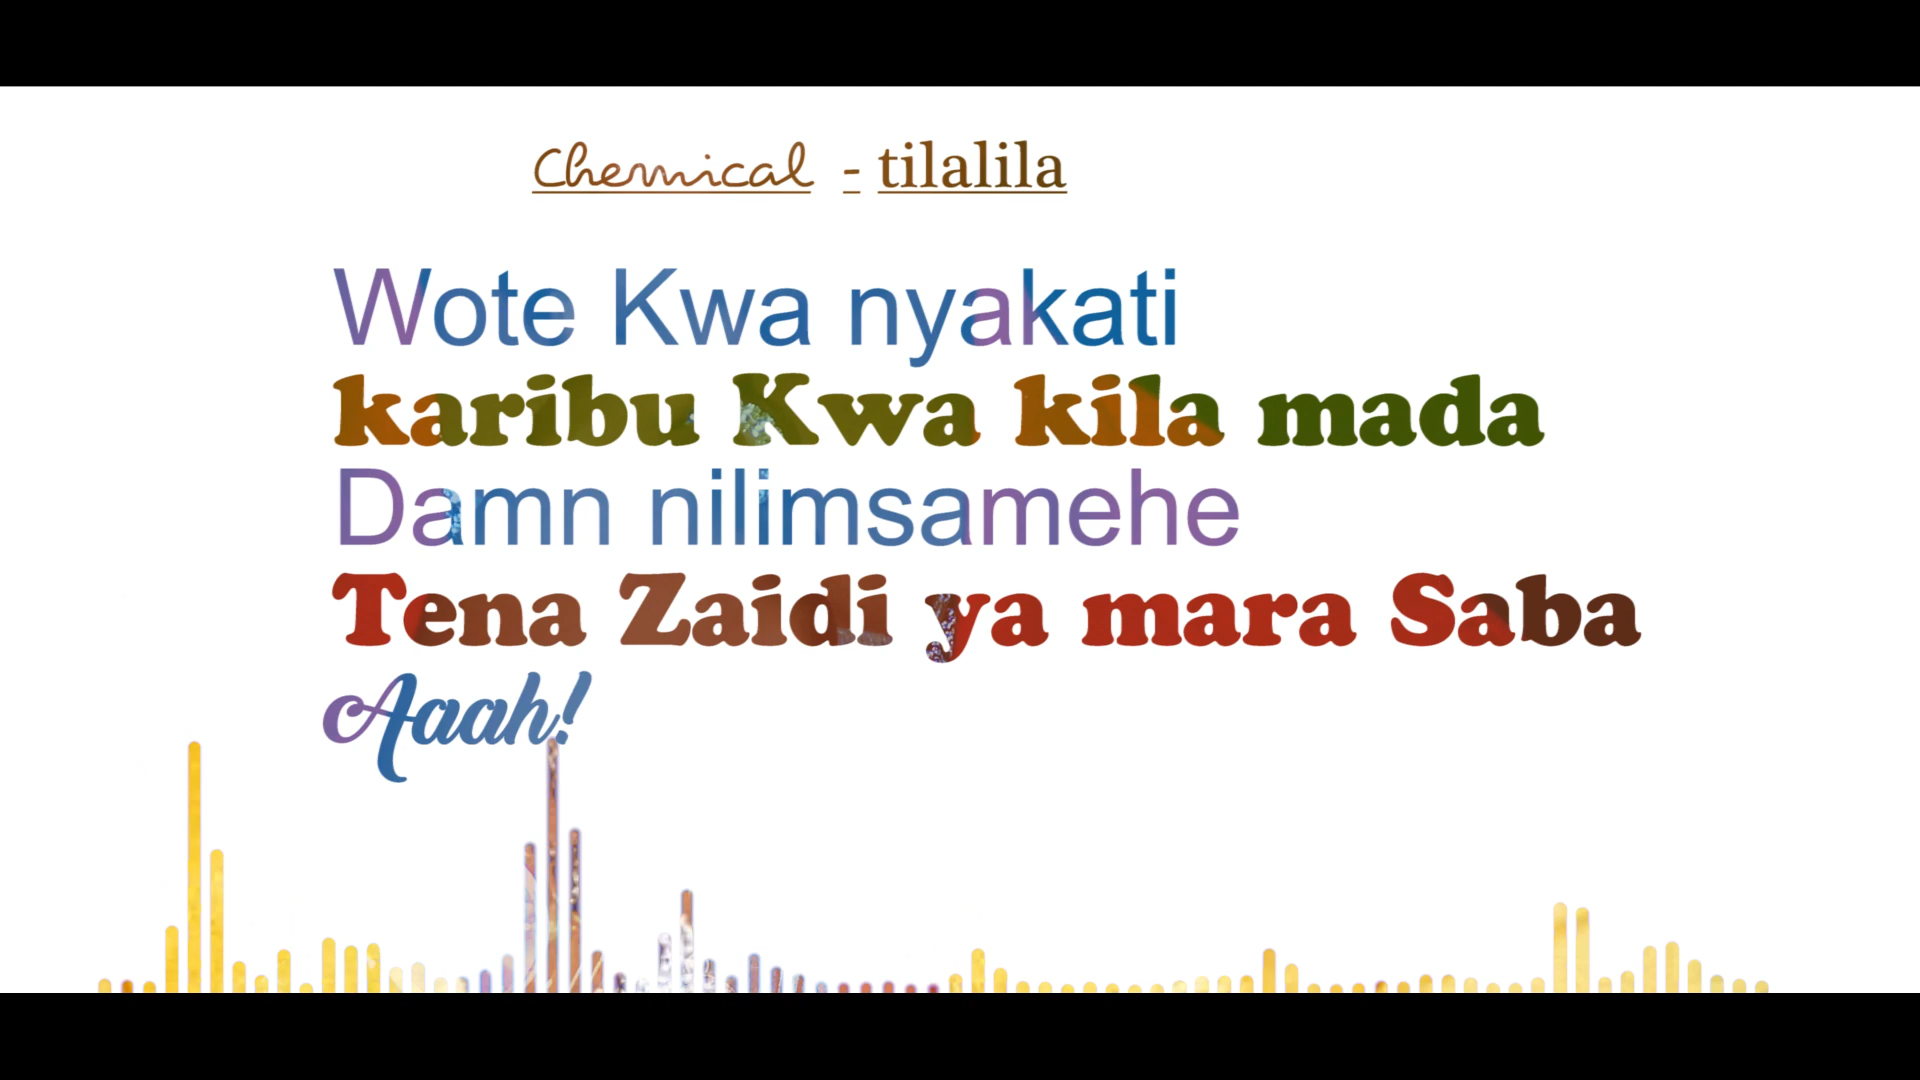 Chemical - tilalila
Wote Kwa nyakati
karibu Kwa kila mada
Damn nilimsamehe
Tena Zaidi ya mara Saba
Aaah!